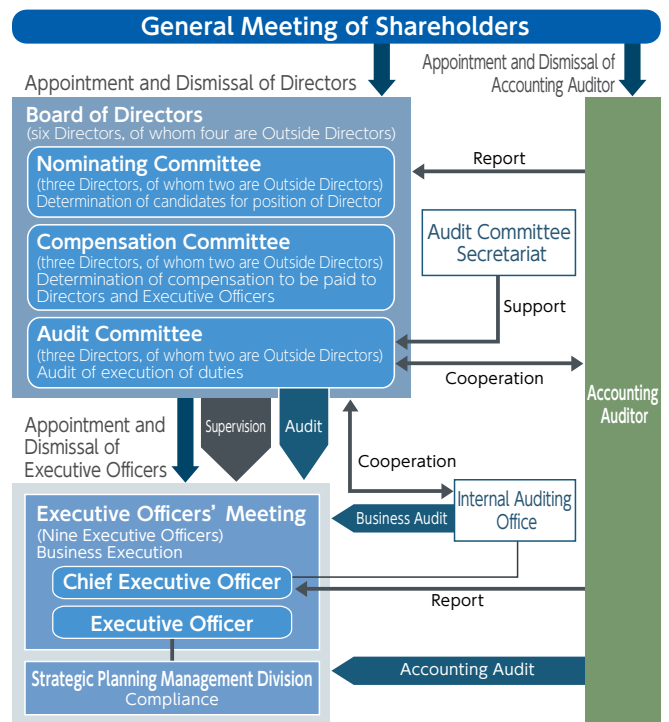 General Meeting of Shareholders
Appointment and Dismissal of Directors
Appointment and Dismissal of
Accounting Auditor
Board of Directors
(six Directors, of whom four are Outside Directors)
Nominating Committee
(three Directors, of whom two are Outside Directors)
Determination of candidates for position of Director
Report
Compensation Committee
(three Directors, of whom two are Outside Directors)
Determination of compensation to be paid to
Directors and Executive Officers
Audit Committee
Secretariat
Support
Audit Committee
(three Directors, of whom two are Outside Directors)
Audit of execution of duties
Cooperation
Accounting
Auditor
Appointment and
Dismissal of
Executive Officers
Supervision
Audit
Cooperation
Executive Officers' Meeting
(Nine Executive Officers)
Business Execution
Business Audit
Internal Auditing
Office
Chief Executive Officer
Report
Executive Officer
Strategic Planning Management Division
Compliance
Accounting Audit